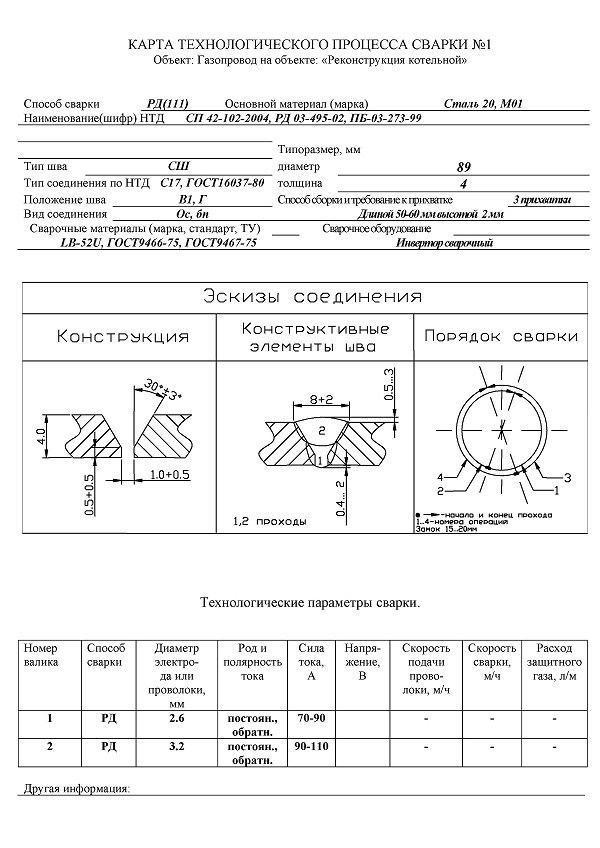 КАРТА ТЕХНОЛОГИЧЕСКОГО ПРОЦЕССА СВАРКИ №1
Объект: Газопровод на объекте: «Реконструкция котельной»
Способ сварки РД(111) Основной материал (марка) Сталь 20, М01
Наименование(шифр) НТД СП 42-102-2004, РД 03-495-02, ПБ-03-273-99
Типоразмер, мм
Тип шва СШ диаметр 89
Тип соединения по НТД С17, ГОСТ16037-80 толщина 4
Положение шва В1, Г Способ сборки и требование к прихватке 3 прихватки
Вид соединения Ос, бп Длиной 50-60 мм высотой 2 мм
Сварочные материалы (марка, стандарт, ТУ) Сварочное оборудование
LB-52U, ГОСТ9466-75, ГОСТ9467-75 Инвертор сварочный
Эскизы соединения
Конструкция
Конструктивные
элементы шва
Порядок сварки
30°±3°
4.0
0.5+0.5
1.0+0.5
8+2
0.5...3
2
1
0.4... 2
1,2 проходы
4
2
3
1
-начало и конец прохода
1..4-номера операций
Замок 15..20мм
Технологические параметры сварки.
Номер валика
Способ сварки
Диаметр электро-да или проволоки, мм
Род и полярность тока
Сила тока, А
Напря-жение, В
Скорость подачи прово-локи, м/ч
Скорость сварки, м/ч
Расход защитного газа, л/м
1 РД 2.6 постоян., обратн. 70-90 - - -
2 РД 3.2 постоян., обратн. 90-110 - - -
Другая информация: